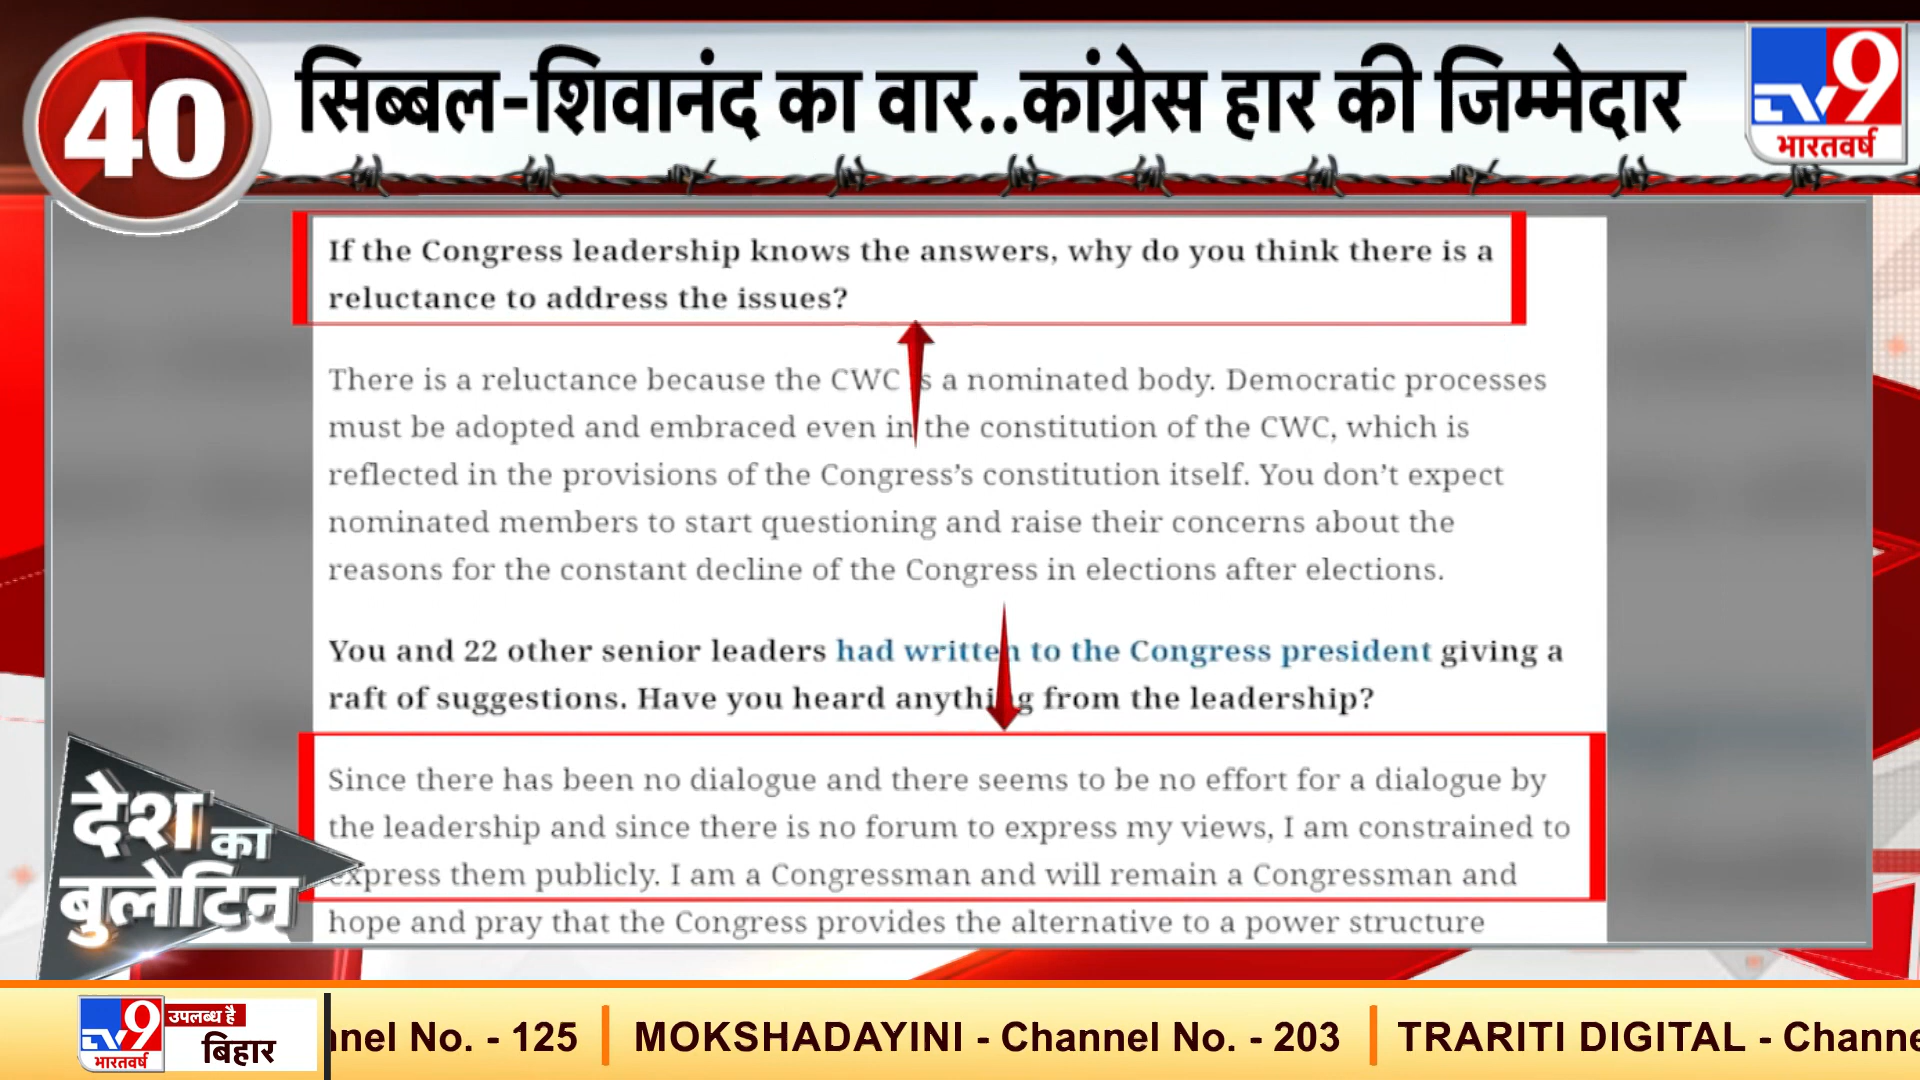 40
सिब्बल-शिवानंद का वार..कांग्रेस हार की जिम्मेदार
TV9
भारतवर्ष
If the Congress leadership knows the answers, why do you think there is a
reluctance to address the issues?
There is a reluctance because the CWC is a nominated body. Democratic processes
must be adopted and embraced even in the constitution of the CWC, which is
reflected in the provisions of the Congress's constitution itself. You don't expect
nominated members to start questioning and raise their concerns about the
reasons for the constant decline of the Congress in elections after elections.
You and 22 other senior leaders had written to the Congress president giving a
raft of suggestions. Have you heard anything from the leadership?
Since there has been no dialogue and there seems to be no effort for a dialogue by
the leadership and since there is no forum to express my views, I am constrained to
express them publicly. I am a Congressman and will remain a Congressman and
hope and pray that the Congress provides the alternative to a power structure
देश का
बुलेटिन
TV9
भारतवर्ष
उपलब्ध है
बिहार
nnel No. - 125 | MOKSHADAYINI - Channel No. - 203 | TRARITI DIGITAL - Channe